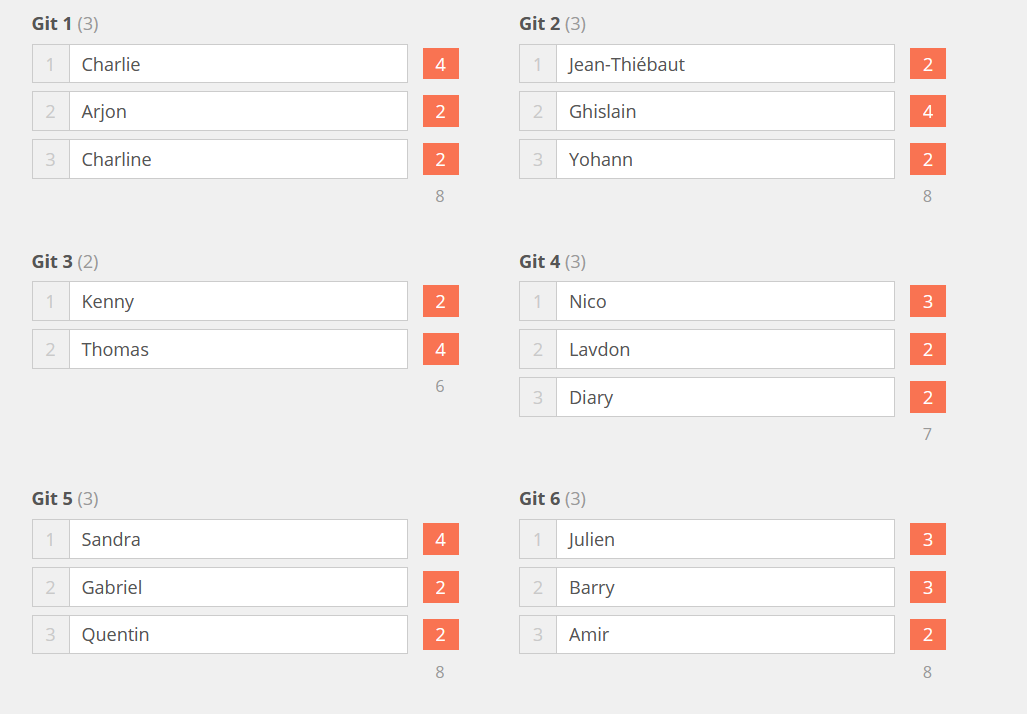 Git 1 (3)
1 Charlie 4
2 Arjon 2
3 Charline 2
8
Git 2 (3)
1 Jean-Thiébaut 2
2 Ghislain 4
3 Yohann 2
8
Git 3 (2)
1 Kenny 2
2 Thomas 4
6
Git 4 (3)
1 Nico 3
2 Lavdon 2
3 Diary 2
7
Git 5 (3)
1 Sandra 4
2 Gabriel 2
3 Quentin 2
8
Git 6 (3)
1 Julien 3
2 Barry 3
3 Amir 2
8